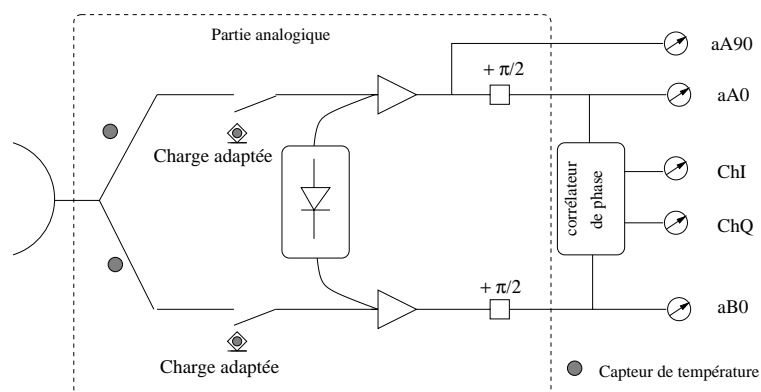 Partie analogique
aA90
+ π/2
aA0
Charge adaptée
corrélateur
de phase
ChI
ChQ
+ π/2
aB0
Charge adaptée
Capteur de température